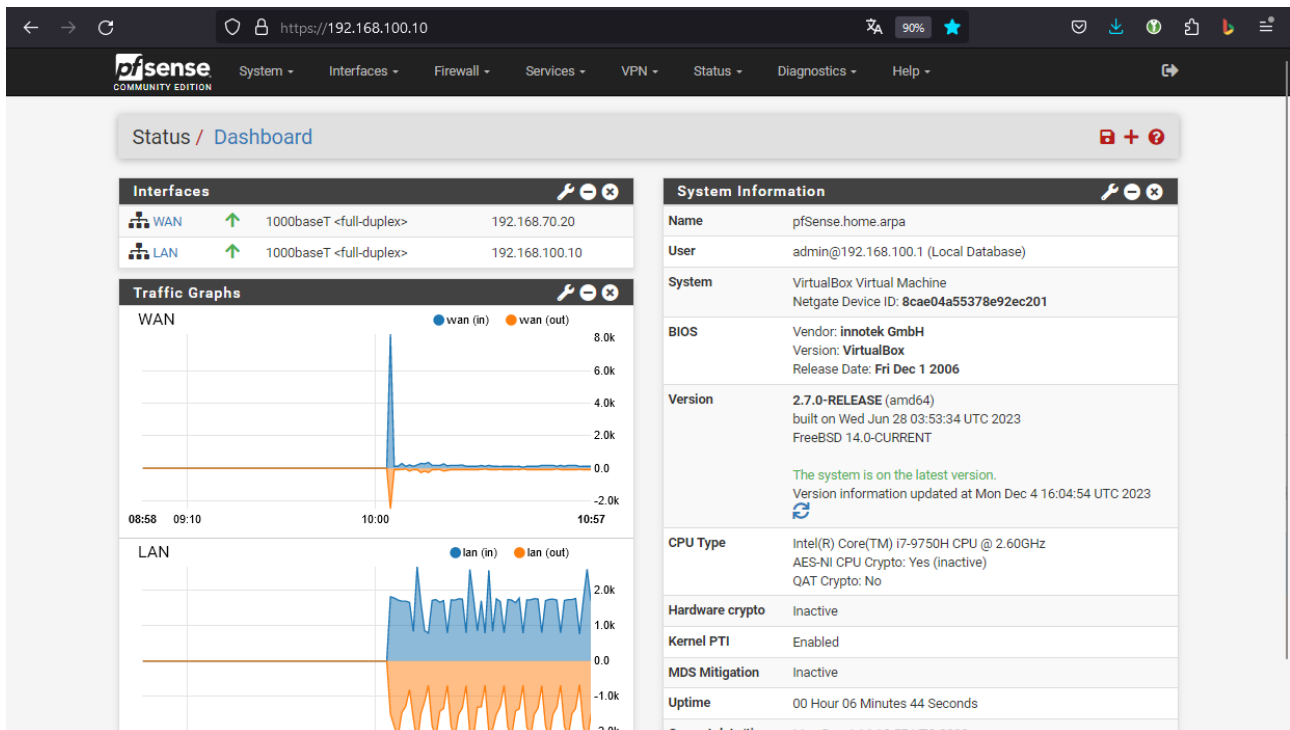 https://192.168.100.10
90%
pfsense
COMMUNITY EDITION
System
Interfaces
Firewall
Services
VPN
Status
Diagnostics
Help
Status / Dashboard
Interfaces
WAN 1000baseT <full-duplex> 192.168.70.20
LAN 1000baseT <full-duplex> 192.168.100.10
Traffic Graphs
WAN
wan (in) wan (out)
8.0k
6.0k
4.0k
2.0k
0.0
-2.0k
08:58 09:10 10:00 10:57
LAN
lan (in) lan (out)
2.0k
1.0k
0.0
-1.0k
System Information
Name pfSense.home.arpa
User admin@192.168.100.1 (Local Database)
System VirtualBox Virtual Machine
Netgate Device ID: 8cae04a55378e92ec201
BIOS Vendor: innotek GmbH
Version: VirtualBox
Release Date: Fri Dec 1 2006
Version 2.7.0-RELEASE (amd64)
built on Wed Jun 28 03:53:34 UTC 2023
FreeBSD 14.0-CURRENT
The system is on the latest version.
Version information updated at Mon Dec 4 16:04:54 UTC 2023
CPU Type Intel(R) Core(TM) i7-9750H CPU @ 2.60GHz
AES-NI CPU Crypto: Yes (inactive)
QAT Crypto: No
Hardware crypto Inactive
Kernel PTI Enabled
MDS Mitigation Inactive
Uptime 00 Hour 06 Minutes 44 Seconds